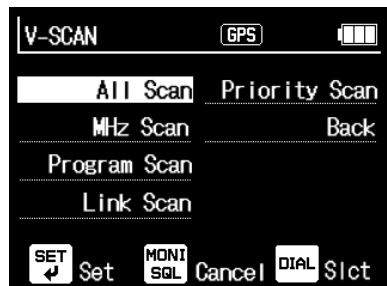 V-SCAN GPS
All Scan Priority Scan
MHz Scan Back
Program Scan
Link Scan
SET Set MONI SQL Cancel DIAL Slct